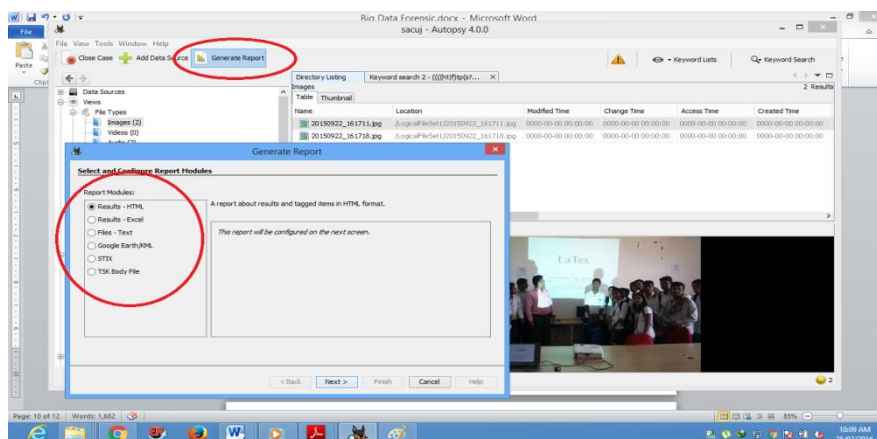 Big Data Forensic.docx - Microsoft Word
sacuj - Autopsy 4.0.0
File
File View Tools Window Help
Paste
Close Case Add Data Source Generate Report
Keyword Lists Keyword Search
Directory Listing Keyword search 2 - ((((ht|f)tp(s?... x
Images
2 Results
Table Thumbnail
Data Sources
Views
File Types
Images (2)
Videos (0)
Name Location Modified Time Change Time Access Time Created Time
20150922_161711.jpg /LogicalFileSet1/20150922_161711.jpg 0000-00-00 00:00:00 0000-00-00 00:00:00 0000-00-00 00:00:00 0000-00-00 00:00:00
20150922_161718.jpg /LogicalFileSet1/20150922_161718.jpg 0000-00-00 00:00:00 0000-00-00 00:00:00 0000-00-00 00:00:00 0000-00-00 00:00:00
Generate Report
Select and Configure Report Modules
Report Modules:
Results - HTML
Results - Excel
Files - Text
Google Earth/KML
STIX
TSK Body File
A report about results and tagged items in HTML format.
This report will be configured on the next screen.
< Back Next > Finish Cancel Help
LaTex
2
Page: 10 of 12 Words: 1,682
85%
10:09 AM